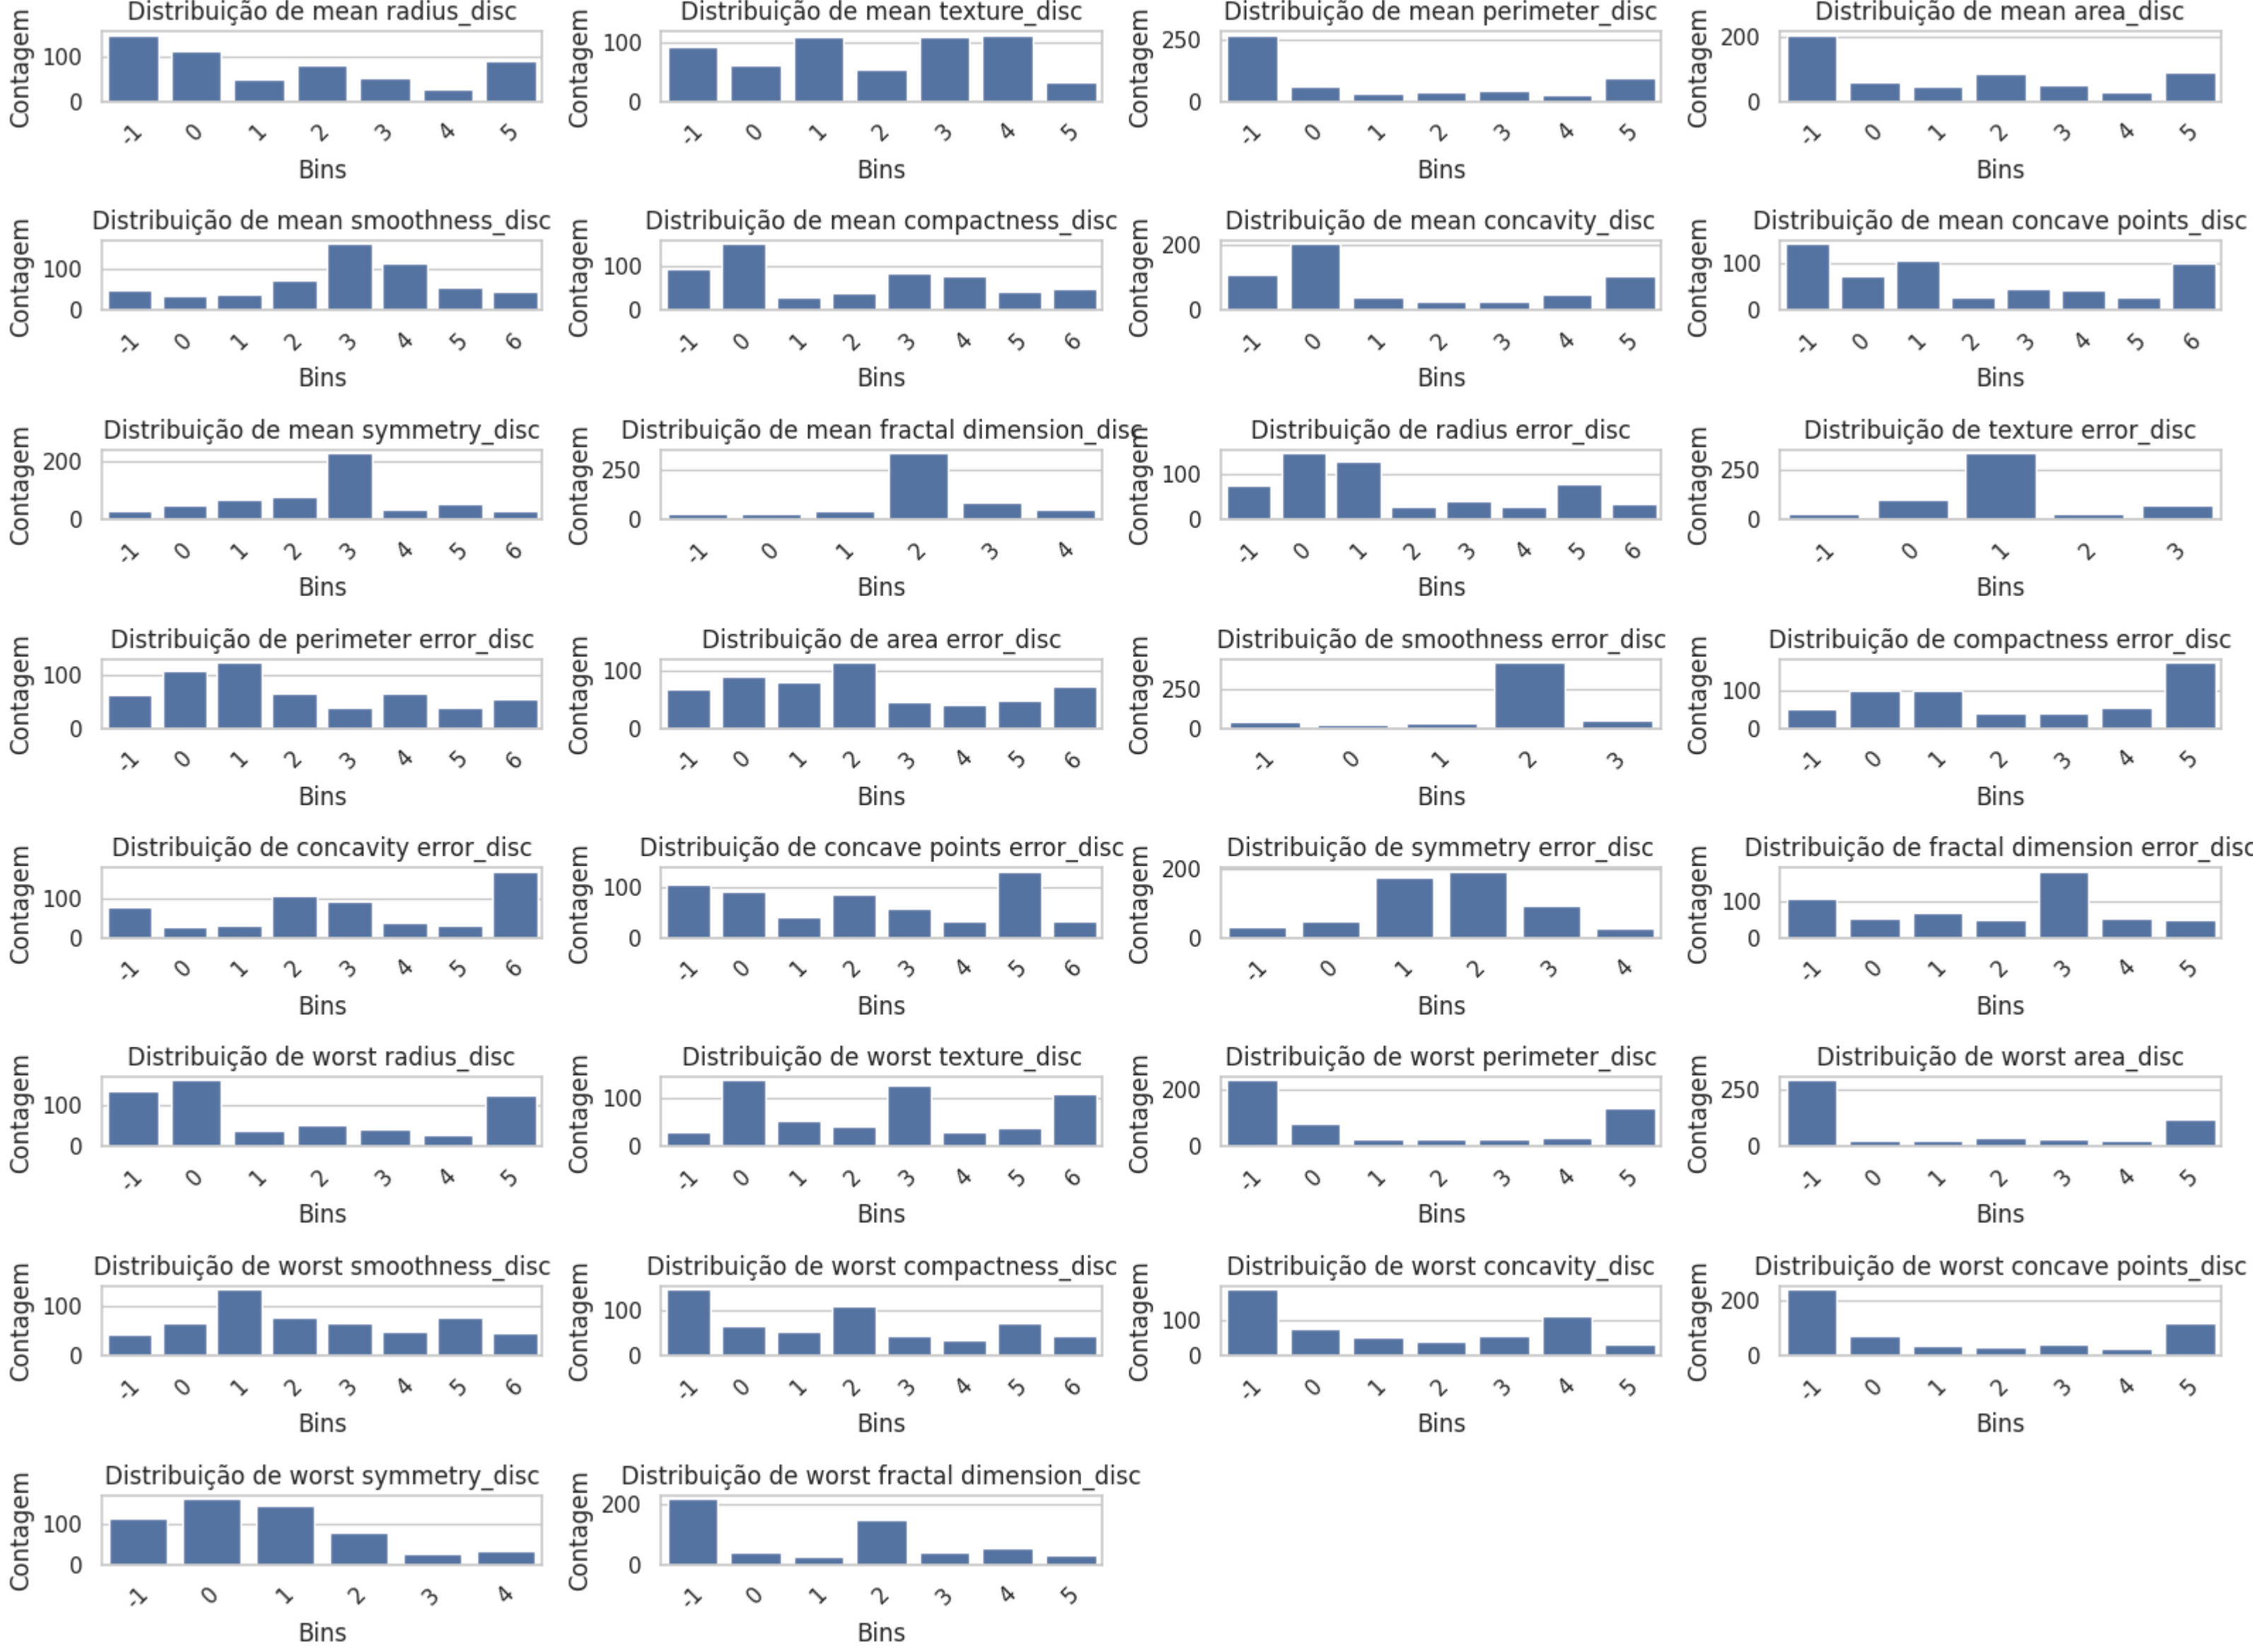 Distribuição de mean radius_disc
Contagem
100
0
-1 0 1 2 3 4 5
Bins
Distribuição de mean texture_disc
Contagem
100
0
-1 0 1 2 3 4 5
Bins
Distribuição de mean perimeter_disc
Contagem
250
0
-1 0 1 2 3 4 5
Bins
Distribuição de mean area_disc
Contagem
200
0
-1 0 1 2 3 4 5
Bins
Distribuição de mean smoothness_disc
Contagem
100
0
-1 0 1 2 3 4 5 6
Bins
Distribuição de mean compactness_disc
Contagem
100
0
-1 0 1 2 3 4 5 6
Bins
Distribuição de mean concavity_disc
Contagem
200
0
-1 0 1 2 3 4 5
Bins
Distribuição de mean concave points_disc
Contagem
100
0
-1 0 1 2 3 4 5 6
Bins
Distribuição de mean symmetry_disc
Contagem
200
0
-1 0 1 2 3 4 5 6
Bins
Distribuição de mean fractal dimension_disc
Contagem
250
0
-1 0 1 2 3 4
Bins
Distribuição de radius error_disc
Contagem
100
0
-1 0 1 2 3 4 5 6
Bins
Distribuição de texture error_disc
Contagem
250
0
-1 0 1 2 3
Bins
Distribuição de perimeter error_disc
Contagem
100
0
-1 0 1 2 3 4 5 6
Bins
Distribuição de area error_disc
Contagem
100
0
-1 0 1 2 3 4 5 6
Bins
Distribuição de smoothness error_disc
Contagem
250
0
-1 0 1 2 3
Bins
Distribuição de compactness error_disc
Contagem
100
0
-1 0 1 2 3 4 5
Bins
Distribuição de concavity error_disc
Contagem
100
0
-1 0 1 2 3 4 5 6
Bins
Distribuição de concave points error_disc
Contagem
100
0
-1 0 1 2 3 4 5 6
Bins
Distribuição de symmetry error_disc
Contagem
200
0
-1 0 1 2 3 4
Bins
Distribuição de fractal dimension error_disc
Contagem
100
0
-1 0 1 2 3 4 5
Bins
Distribuição de worst radius_disc
Contagem
100
0
-1 0 1 2 3 4 5
Bins
Distribuição de worst texture_disc
Contagem
100
0
-1 0 1 2 3 4 5 6
Bins
Distribuição de worst perimeter_disc
Contagem
200
0
-1 0 1 2 3 4 5
Bins
Distribuição de worst area_disc
Contagem
250
0
-1 0 1 2 3 4 5
Bins
Distribuição de worst smoothness_disc
Contagem
100
0
-1 0 1 2 3 4 5 6
Bins
Distribuição de worst compactness_disc
Contagem
100
0
-1 0 1 2 3 4 5 6
Bins
Distribuição de worst concavity_disc
Contagem
100
0
-1 0 1 2 3 4 5
Bins
Distribuição de worst concave points_disc
Contagem
200
0
-1 0 1 2 3 4 5
Bins
Distribuição de worst symmetry_disc
Contagem
100
0
-1 0 1 2 3 4
Bins
Distribuição de worst fractal dimension_disc
Contagem
200
0
-1 0 1 2 3 4 5
Bins